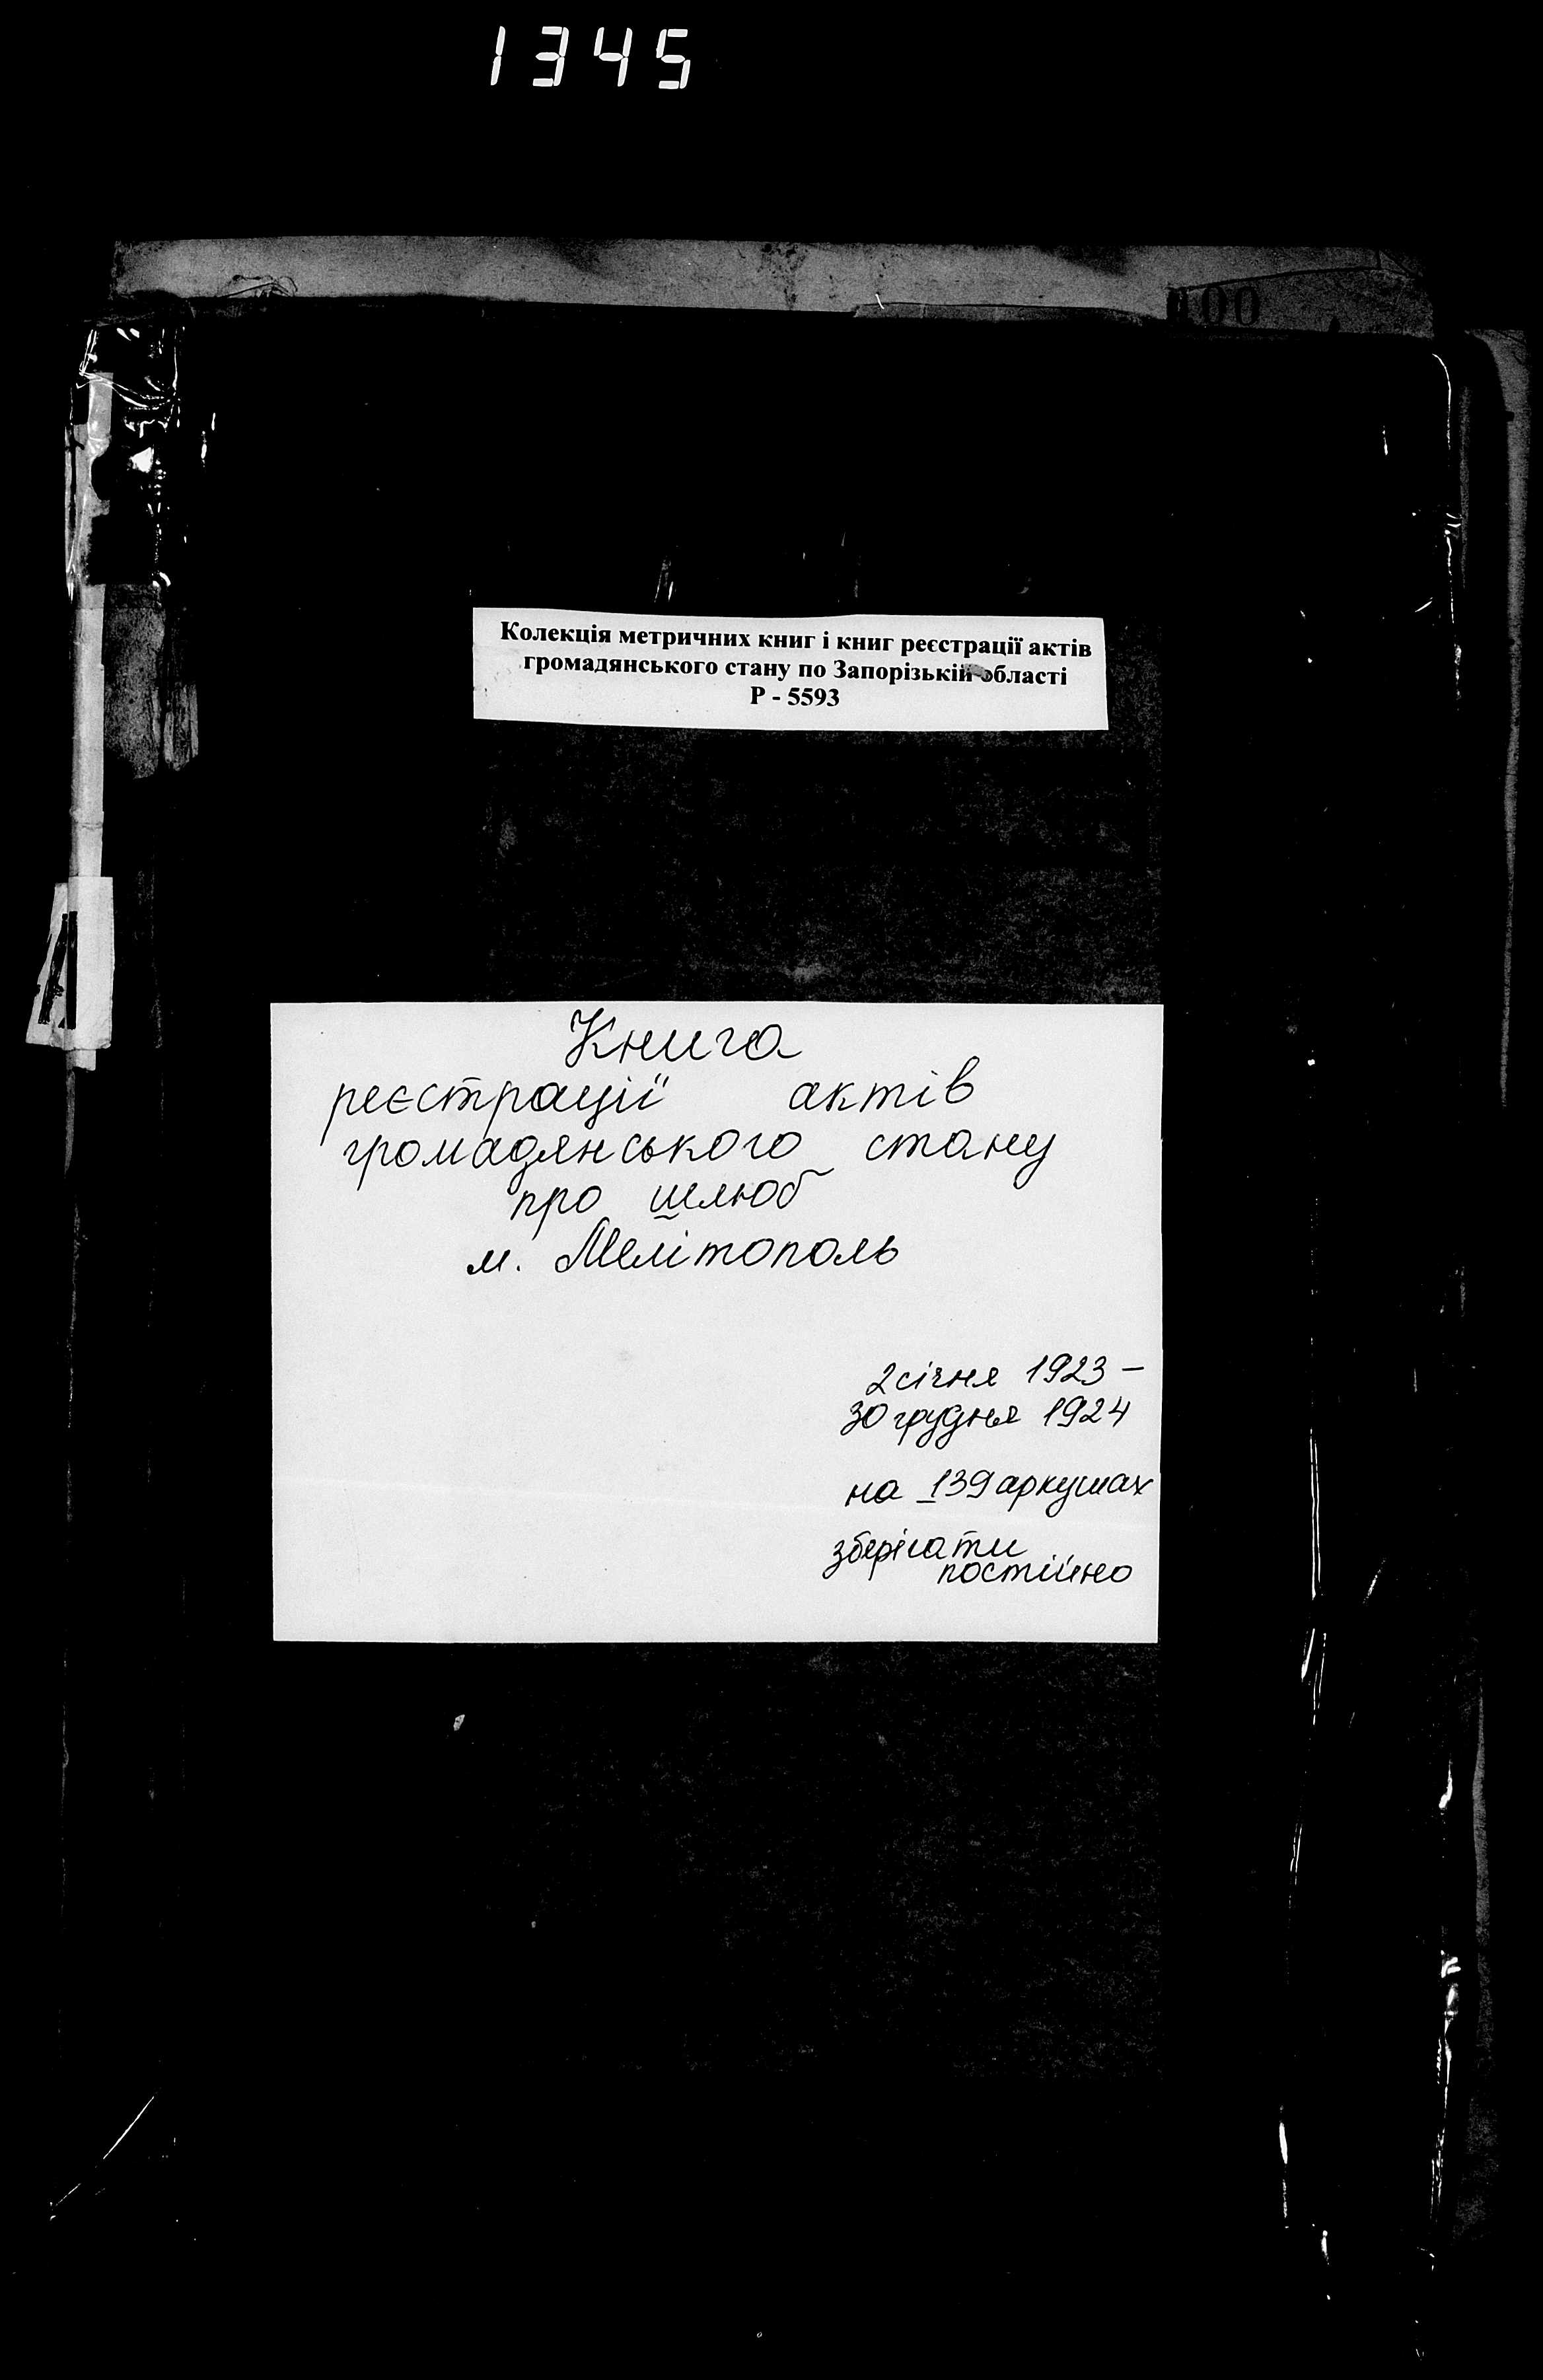 1345
100
Колекція метричних книг і книг реєстрації актів
громадянського стану по Запорізькій області
Р - 5593
Книга
реєстрації актів
громадянського стану
про шлюб
м. Мелітополь
2 січня 1923 –
30 грудня 1924
на 139 аркушах
зберігати
постійно